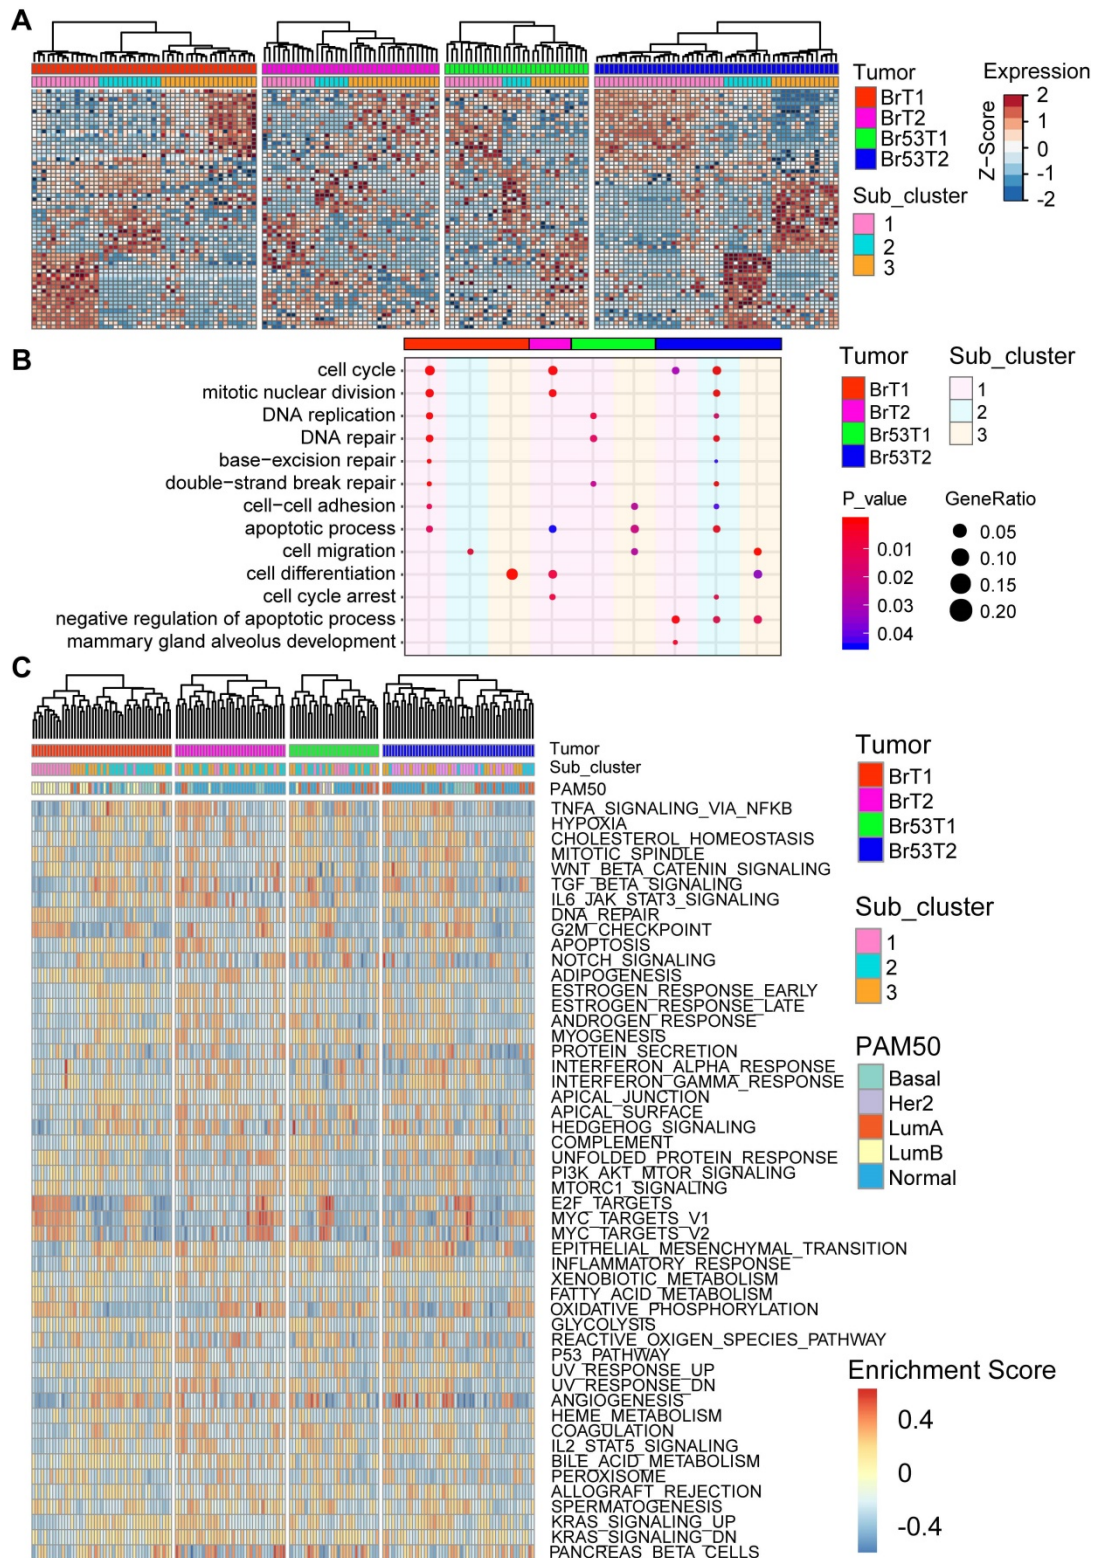 A
Tumor
BrT1
BrT2
Br53T1
Br53T2
Sub_cluster
1
2
3
Expression
Z-Score
2
1
0
-1
-2
B
cell cycle
mitotic nuclear division
DNA replication
DNA repair
base-excision repair
double-strand break repair
cell-cell adhesion
apoptotic process
cell migration
cell differentiation
cell cycle arrest
negative regulation of apoptotic process
mammary gland alveolus development
Tumor
BrT1
BrT2
Br53T1
Br53T2
Sub_cluster
1
2
3
P_value
0.01
0.02
0.03
0.04
GeneRatio
0.05
0.10
0.15
0.20
C
Tumor
Sub_cluster
PAM50
TNFA_SIGNALING_VIA_NFKB
HYPOXIA
CHOLESTEROL_HOMEOSTASIS
MITOTIC_SPINDLE
WNT_BETA_CATENIN_SIGNALING
TGF_BETA_SIGNALING
IL6_JAK_STAT3_SIGNALING
DNA_REPAIR
G2M_CHECKPOINT
APOPTOSIS
NOTCH_SIGNALING
ADIPOGENESIS
ESTROGEN_RESPONSE_EARLY
ESTROGEN_RESPONSE_LATE
ANDROGEN_RESPONSE
MYOGENESIS
PROTEIN_SECRETION
INTERFERON_ALPHA_RESPONSE
INTERFERON_GAMMA_RESPONSE
APICAL_JUNCTION
APICAL_SURFACE
HEDGEHOG_SIGNALING
COMPLEMENT
UNFOLDED_PROTEIN_RESPONSE
PI3K_AKT_MTOR_SIGNALING
MTORC1_SIGNALING
E2F_TARGETS
MYC_TARGETS_V1
MYC_TARGETS_V2
EPITHELIAL_MESENCHYMAL_TRANSITION
INFLAMMATORY_RESPONSE
XENOBIOTIC_METABOLISM
FATTY_ACID_METABOLISM
OXIDATIVE_PHOSPHORYLATION
GLYCOLYSIS
REACTIVE_OXIGEN_SPECIES_PATHWAY
P53_PATHWAY
UV_RESPONSE_UP
UV_RESPONSE_DN
ANGIOGENESIS
HEME_METABOLISM
COAGULATION
IL2_STAT5_SIGNALING
BILE_ACID_METABOLISM
PEROXISOME
ALLOGRAFT_REJECTION
SPERMATOGENESIS
KRAS_SIGNALING_UP
KRAS_SIGNALING_DN
PANCREAS_BETA_CELLS
Tumor
BrT1
BrT2
Br53T1
Br53T2
Sub_cluster
1
2
3
PAM50
Basal
Her2
LumA
LumB
Normal
Enrichment Score
0.4
0
-0.4